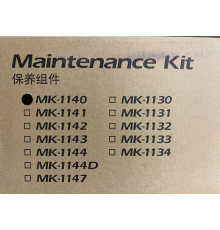 Maintenance Kit
保养组件
● MK-1140 □ MK-1130
□ MK-1141 □ MK-1131
□ MK-1142 □ MK-1132
□ MK-1143 □ MK-1133
□ MK-1144 □ MK-1134
□ MK-1144D
□ MK-1147